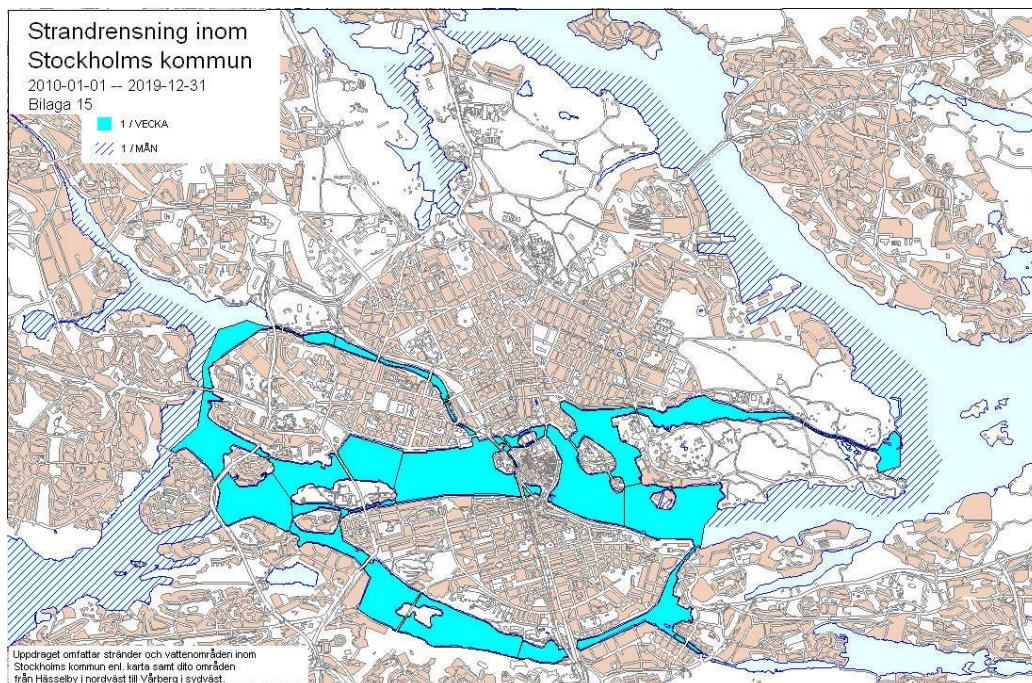 Strandrensning inom
Stockholms kommun
2010-01-01 -- 2019-12-31
Bilaga 15
1 / VECKA
1 / MÅN
Uppdraget omfattar stränder och vattenområden inom
Stockholms kommun enl. karta samt dito områden
från Hässelby i nordväst till Vårberg i sydväst.